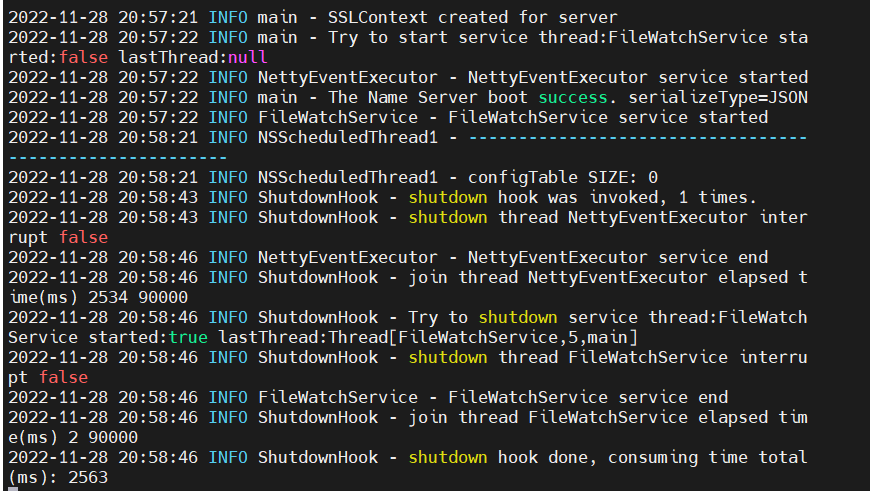 2022-11-28 20:57:21 INFO main - SSLContext created for server
2022-11-28 20:57:22 INFO main - Try to start service thread:FileWatchService sta
rted:false lastThread:null
2022-11-28 20:57:22 INFO NettyEventExecutor - NettyEventExecutor service started
2022-11-28 20:57:22 INFO main - The Name Server boot success. serializeType=JSON
2022-11-28 20:57:22 INFO FileWatchService - FileWatchService service started
2022-11-28 20:58:21 INFO NSScheduledThread1 - ----------------------------------
----------------------
2022-11-28 20:58:21 INFO NSScheduledThread1 - configTable SIZE: 0
2022-11-28 20:58:43 INFO ShutdownHook - shutdown hook was invoked, 1 times.
2022-11-28 20:58:43 INFO ShutdownHook - shutdown thread NettyEventExecutor inter
rupt false
2022-11-28 20:58:46 INFO NettyEventExecutor - NettyEventExecutor service end
2022-11-28 20:58:46 INFO ShutdownHook - join thread NettyEventExecutor elapsed t
ime(ms) 2534 90000
2022-11-28 20:58:46 INFO ShutdownHook - Try to shutdown service thread:FileWatch
Service started:true lastThread:Thread[FileWatchService,5,main]
2022-11-28 20:58:46 INFO ShutdownHook - shutdown thread FileWatchService interru
pt false
2022-11-28 20:58:46 INFO FileWatchService - FileWatchService service end
2022-11-28 20:58:46 INFO ShutdownHook - join thread FileWatchService elapsed tim
e(ms) 2 90000
2022-11-28 20:58:46 INFO ShutdownHook - shutdown hook done, consuming time total
(ms): 2563